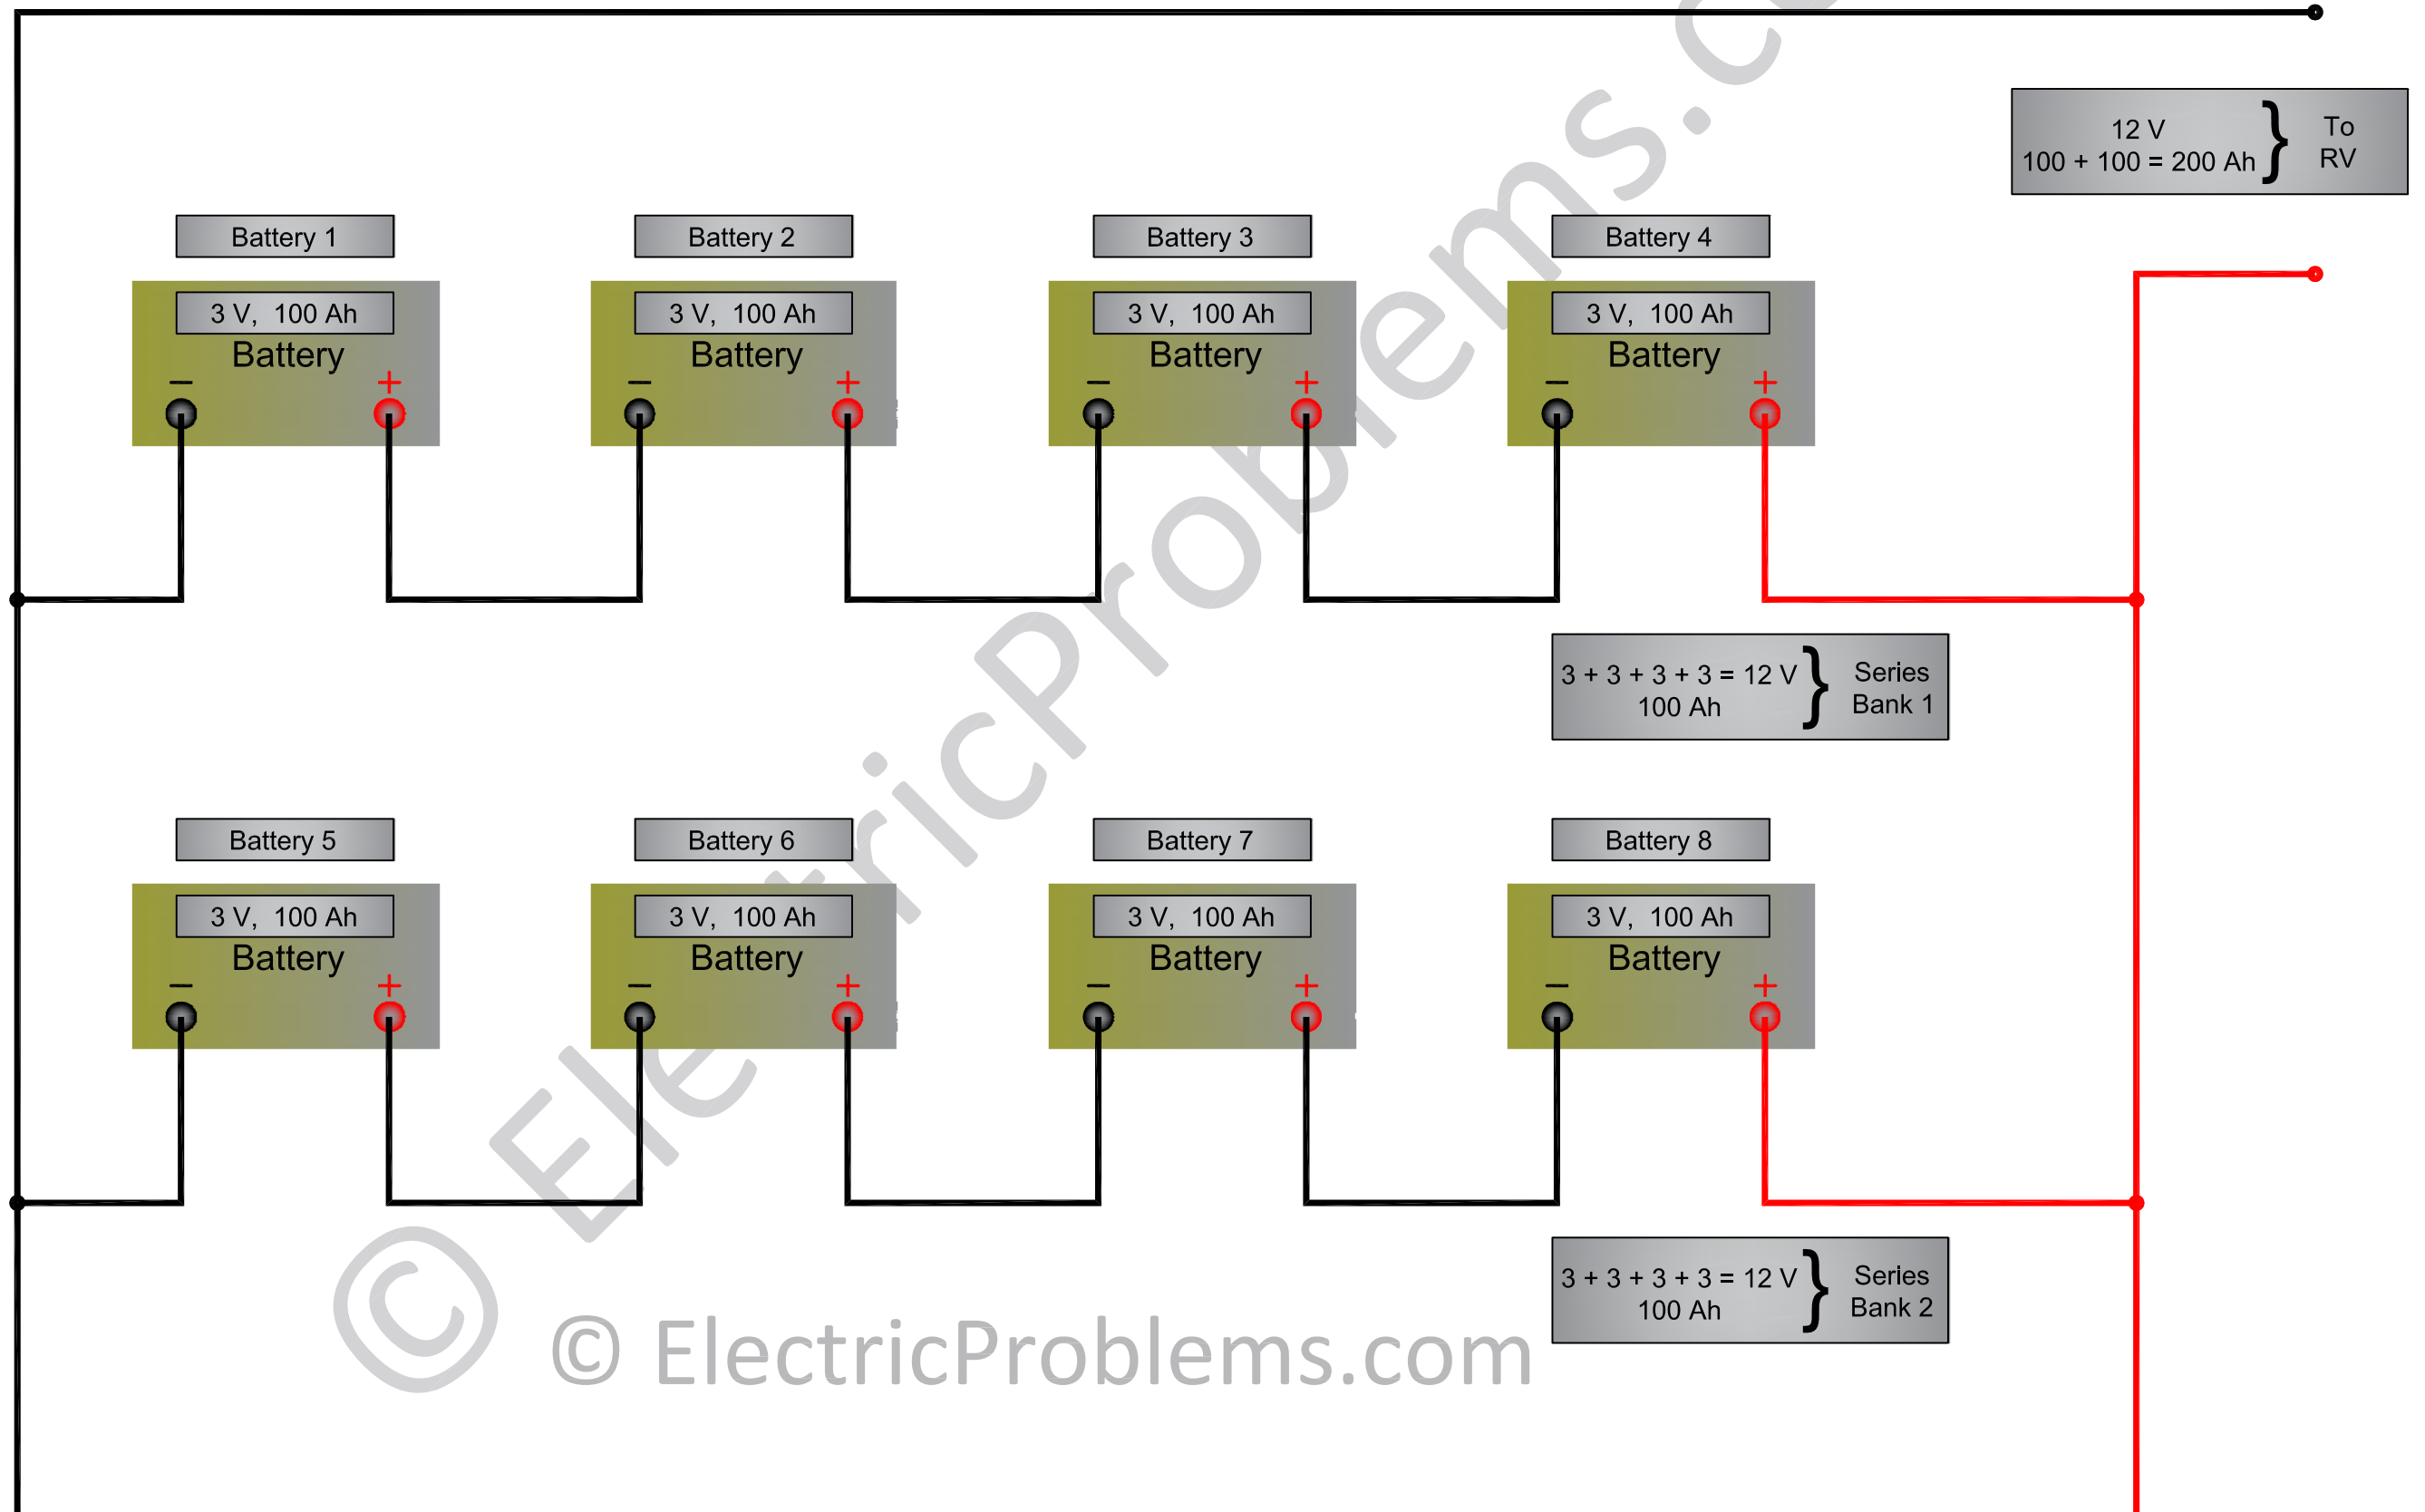 12 V
100 + 100 = 200 Ah
}
To
RV
Battery 1
Battery 2
Battery 3
Battery 4
3 V, 100 Ah
Battery
− +
3 V, 100 Ah
Battery
− +
3 V, 100 Ah
Battery
− +
3 V, 100 Ah
Battery
− +
3 + 3 + 3 + 3 = 12 V
100 Ah
}
Series
Bank 1
Battery 5
Battery 6
Battery 7
Battery 8
3 V, 100 Ah
Battery
− +
3 V, 100 Ah
Battery
− +
3 V, 100 Ah
Battery
− +
3 V, 100 Ah
Battery
− +
3 + 3 + 3 + 3 = 12 V
100 Ah
}
Series
Bank 2
© ElectricProblems.c
© ElectricProblems.com